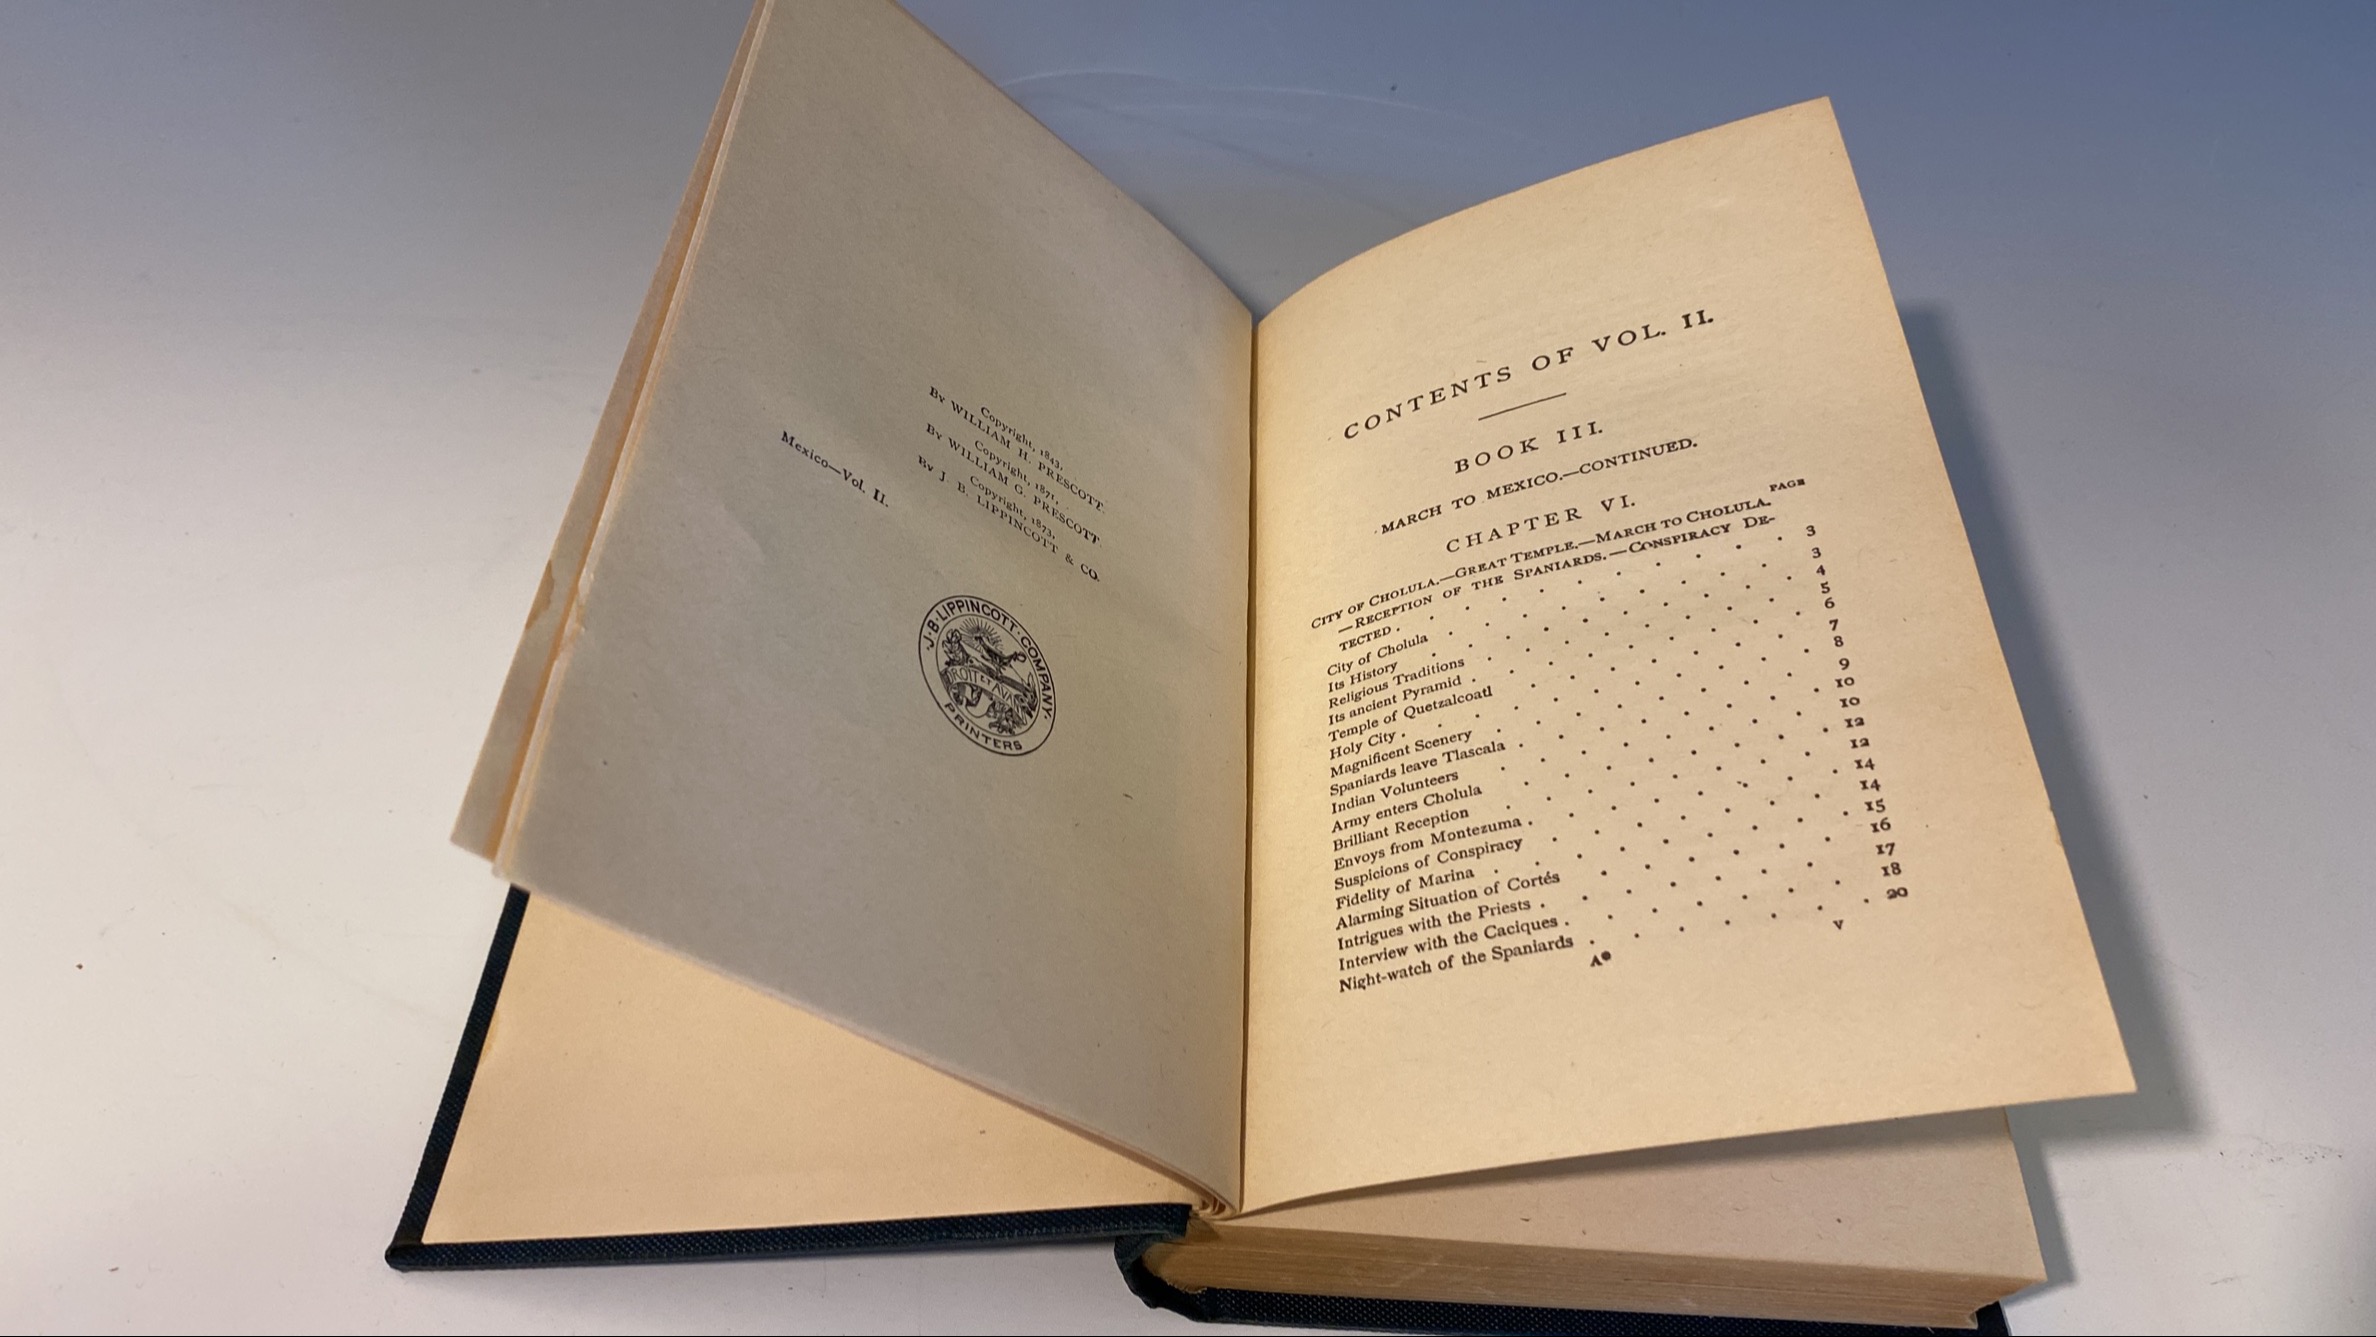 Copyright, 1843,
By WILLIAM H. PRESCOTT.
Copyright, 1871,
By WILLIAM G. PRESCOTT.
Copyright, 1873,
By J. B. LIPPINCOTT & CO.
Mexico—Vol. II.
J·B·LIPPINCOTT·COMPANY·
DROIT ET AVA
PRINTERS
CONTENTS OF VOL. II.
BOOK III.
MARCH TO MEXICO.—CONTINUED.
CHAPTER VI.
PAGE
CITY OF CHOLULA.—GREAT TEMPLE.—MARCH TO CHOLULA.
—RECEPTION OF THE SPANIARDS.—CONSPIRACY DE-
TECTED . . . . . . . . . 3
City of Cholula . . . . . . . . 3
Its History . . . . . . . . 4
Religious Traditions . . . . . . . 5
Its ancient Pyramid . . . . . . . 6
Temple of Quetzalcoatl . . . . . . . 7
Holy City . . . . . . . . . 8
Magnificent Scenery . . . . . . . 9
Spaniards leave Tlascala . . . . . . . 10
Indian Volunteers . . . . . . . 10
Army enters Cholula . . . . . . . 12
Brilliant Reception . . . . . . . 12
Envoys from Montezuma . . . . . . . 14
Suspicions of Conspiracy . . . . . . . 14
Fidelity of Marina . . . . . . . . 15
Alarming Situation of Cortés . . . . . . 16
Intrigues with the Priests . . . . . . . 17
Interview with the Caciques . . . . . . . 18
Night-watch of the Spaniards . . . . . . . 20
A*
v